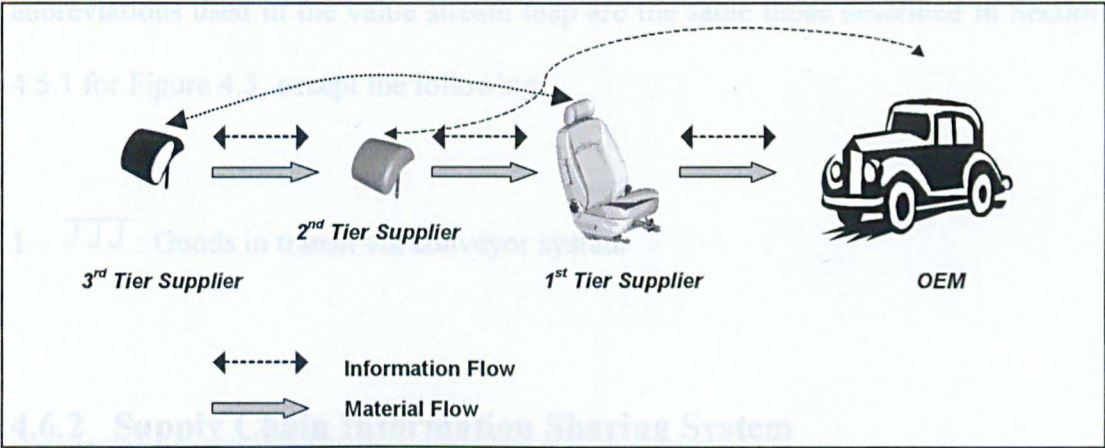 abbreviations used in the value stream map are the same those described in Section
4.5.1 for Figure 4.3, except the following
2nd Tier Supplier
1. JJJ : Goods in transit via conveyor system.
3rd Tier Supplier
1st Tier Supplier
OEM
Information Flow
Material Flow
4.6.2 Supply Chain Information Sharing System